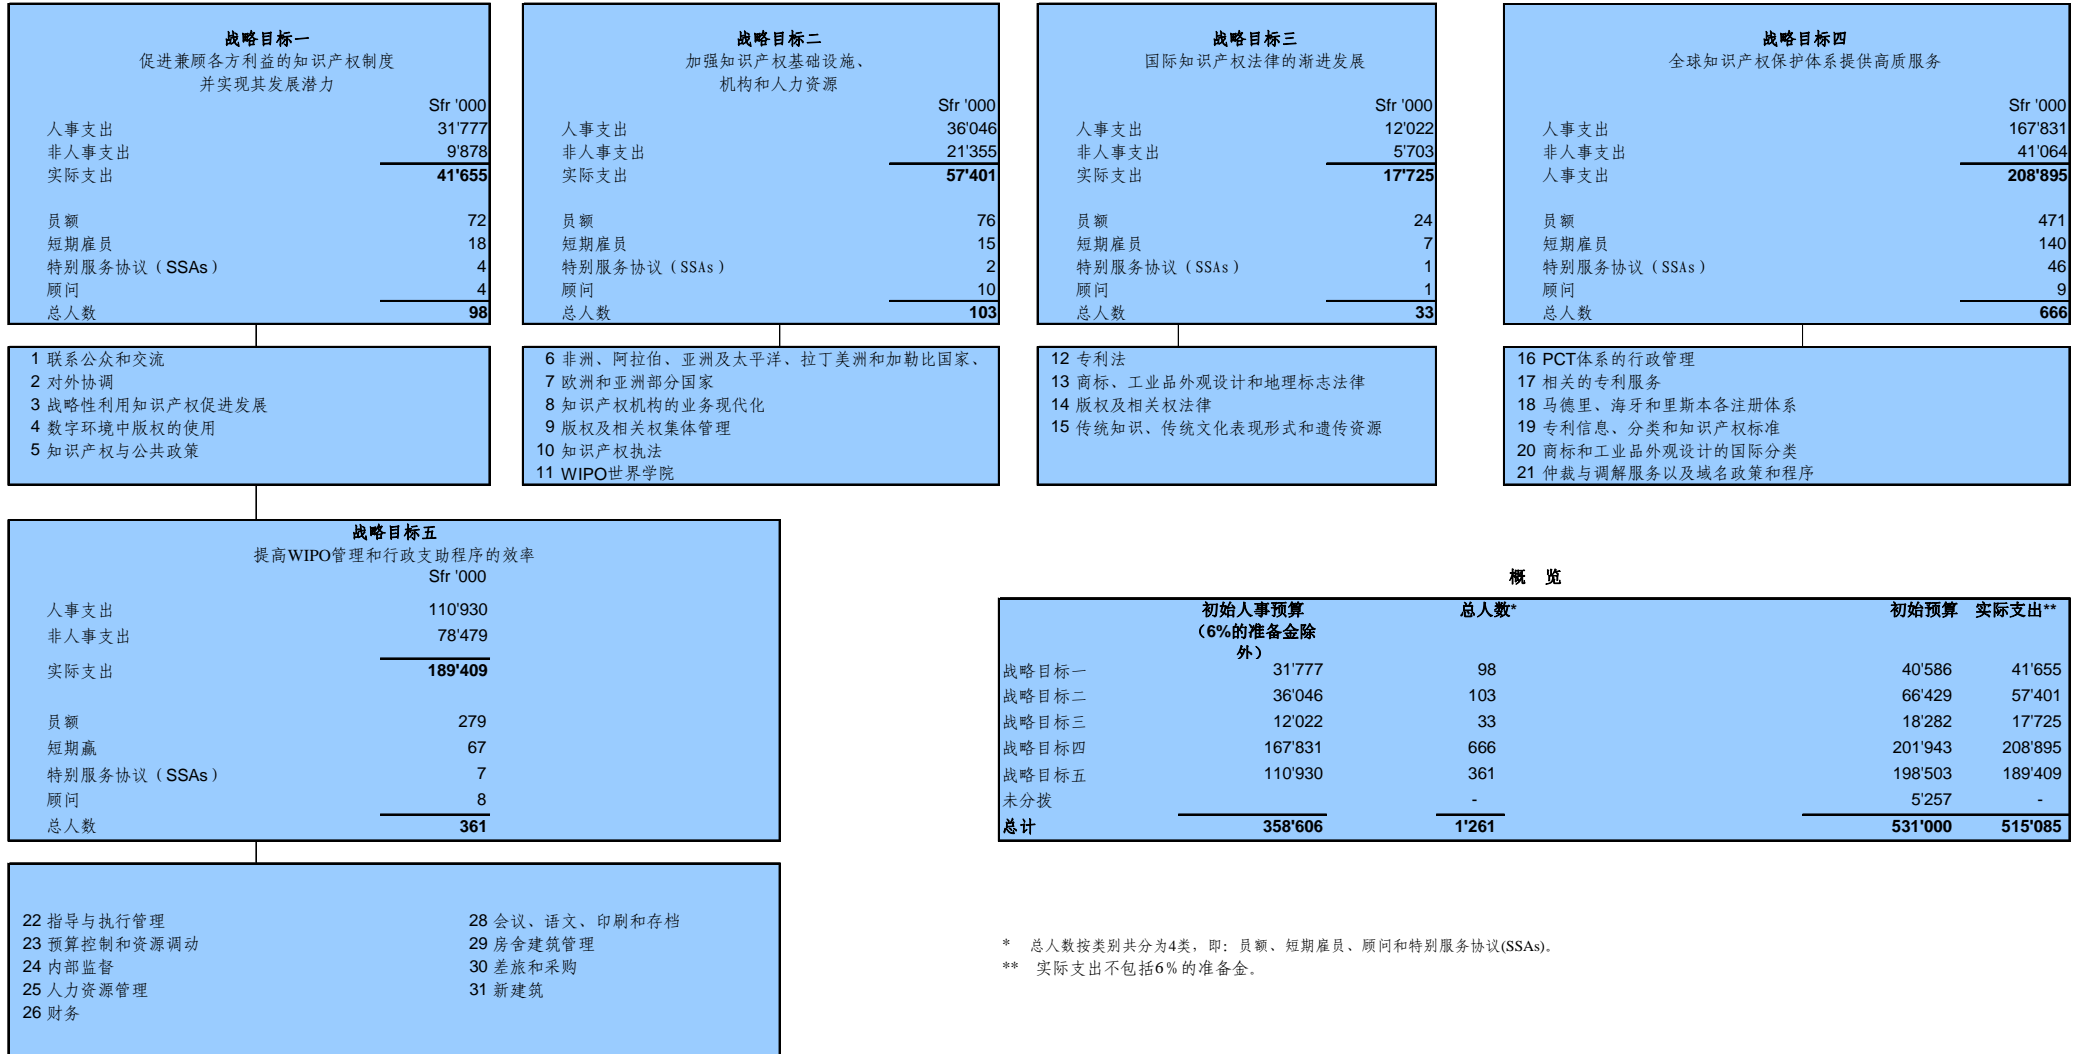 战略目标一
促进兼顾各方利益的知识产权制度
并实现其发展潜力
Sfr '000
人事支出 31'777
非人事支出 9'878
实际支出 41'655
员额 72
短期雇员 18
特别服务协议（SSAs） 4
顾问 4
总人数 98
战略目标二
加强知识产权基础设施、
机构和人力资源
Sfr '000
人事支出 36'046
非人事支出 21'355
实际支出 57'401
员额 76
短期雇员 15
特别服务协议（SSAs） 2
顾问 10
总人数 103
战略目标三
国际知识产权法律的渐进发展
Sfr '000
人事支出 12'022
非人事支出 5'703
实际支出 17'725
员额 24
短期雇员 7
特别服务协议（SSAs） 1
顾问 1
总人数 33
战略目标四
全球知识产权保护体系提供高质服务
Sfr '000
人事支出 167'831
非人事支出 41'064
人事支出 208'895
员额 471
短期雇员 140
特别服务协议（SSAs） 46
顾问 9
总人数 666
1 联系公众和交流
2 对外协调
3 战略性利用知识产权促进发展
4 数字环境中版权的使用
5 知识产权与公共政策
6 非洲、阿拉伯、亚洲及太平洋、拉丁美洲和加勒比国家、
7 欧洲和亚洲部分国家
8 知识产权机构的业务现代化
9 版权及相关权集体管理
10 知识产权执法
11 WIPO世界学院
12 专利法
13 商标、工业品外观设计和地理标志法律
14 版权及相关权法律
15 传统知识、传统文化表现形式和遗传资源
16 PCT体系的行政管理
17 相关的专利服务
18 马德里、海牙和里斯本各注册体系
19 专利信息、分类和知识产权标准
20 商标和工业品外观设计的国际分类
21 仲裁与调解服务以及域名政策和程序
战略目标五
提高WIPO管理和行政支助程序的效率
Sfr '000
人事支出 110'930
非人事支出 78'479
实际支出 189'409
员额 279
短期赢 67
特别服务协议（SSAs） 7
顾问 8
总人数 361
22 指导与执行管理
23 预算控制和资源调动
24 内部监督
25 人力资源管理
26 财务
28 会议、语文、印刷和存档
29 房舍建筑管理
30 差旅和采购
31 新建筑
概 览
初始人事预算 总人数* 初始预算 实际支出**
（6%的准备金除
外）
战略目标一 31'777 98 40'586 41'655
战略目标二 36'046 103 66'429 57'401
战略目标三 12'022 33 18'282 17'725
战略目标四 167'831 666 201'943 208'895
战略目标五 110'930 361 198'503 189'409
未分拨 - 5'257 -
总计 358'606 1'261 531'000 515'085
* 总人数按类别共分为4类，即：员额、短期雇员、顾问和特别服务协议(SSAs)。
** 实际支出不包括6%的准备金。